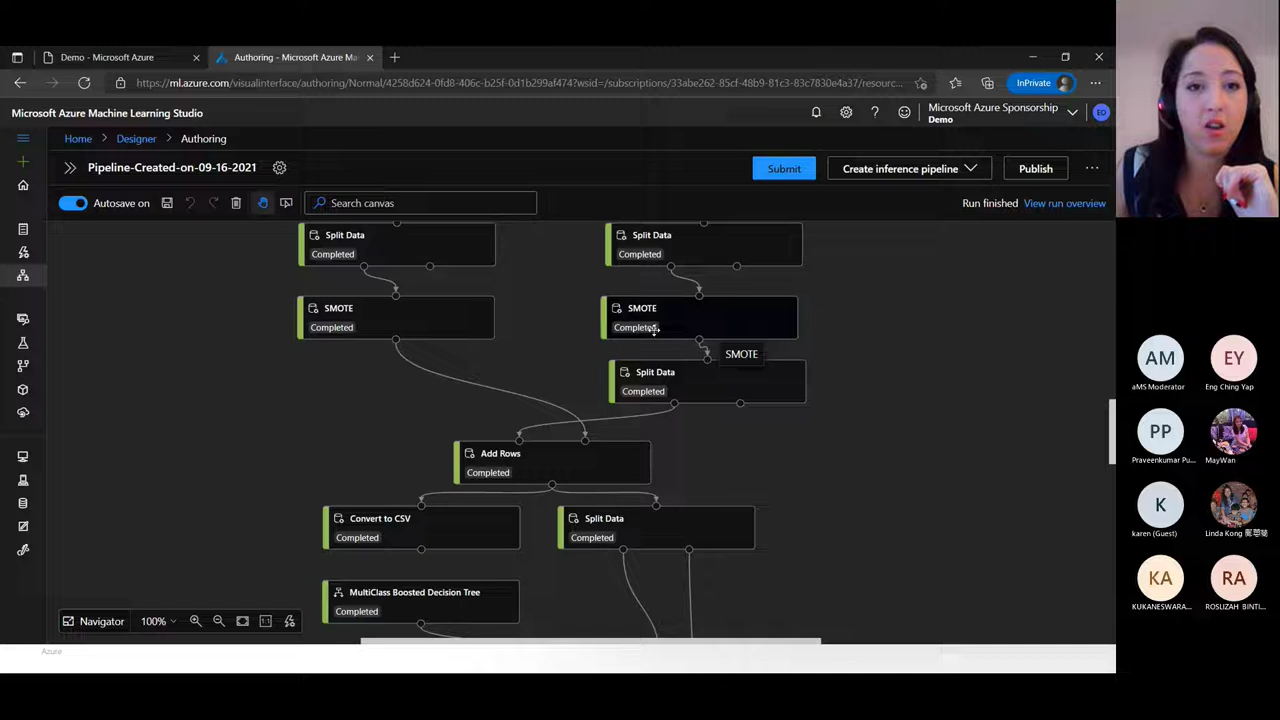 Demo - Microsoft Azure
Authoring - Microsoft Azure Ma
https://ml.azure.com/visualinterface/authoring/Normal/4258d624-0fd8-406c-b25f-0d1b299af474?wsid=/subscriptions/33abe262-85cf-48b9-81c3-83c7830e4a37/resourc...
InPrivate
Microsoft Azure Machine Learning Studio
Microsoft Azure Sponsorship
Demo
EO
Home > Designer > Authoring
Pipeline-Created-on-09-16-2021
Submit
Create inference pipeline
Publish
Autosave on
Search canvas
Run finished
View run overview
Split Data
Completed
Split Data
Completed
SMOTE
Completed
SMOTE
Completed
SMOTE
Split Data
Completed
Add Rows
Completed
Convert to CSV
Completed
Split Data
Completed
MultiClass Boosted Decision Tree
Completed
Navigator
100%
1:1
Azure
AM
aMS Moderator
EY
Eng Ching Yap
PP
Praveenkumar Pu...
MayWan
K
karen (Guest)
Linda Kong
KA
KUKANESWARA...
RA
ROSLIZAH BINTI...